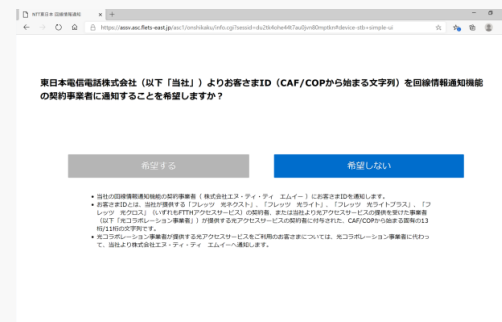 NTT東日本 回線情報通知
https://assv.asc.flets-east.jp/asc1/onshikaku/info.cgi?
東日本電信電話株式会社（以下「当社」）よりお客さまID（CAF/COPから始まる文字列）を回線情報通知機能
の契約事業者に通知することを希望しますか？
希望する
希望しない
• 当社の回線情報通知機能の契約事業者（ 株式会社エヌ・ティ・ティ　エムイー ）にお客さまIDを通知します。
• お客さまIDとは、当社が提供する「フレッツ 光ネクスト」、「フレッツ 光ライト」、「フレッツ 光ライトプラス」、「フ
レッツ 光クロス」（いずれもFTTHアクセスサービス）の契約者、または当社より光アクセスサービスの提供を受けた事業者
（以下「光コラボレーション事業者」）が提供する光アクセスサービスの契約者に付与された、CAF/COPから始まる固有の13
桁/11桁の文字列です。
• 光コラボレーション事業者が提供する光アクセスサービスをご利用のお客さまについては、光コラボレーション事業者に代わっ
て、当社より株式会社エヌ・ティ・ティ　エムイーへ通知します。